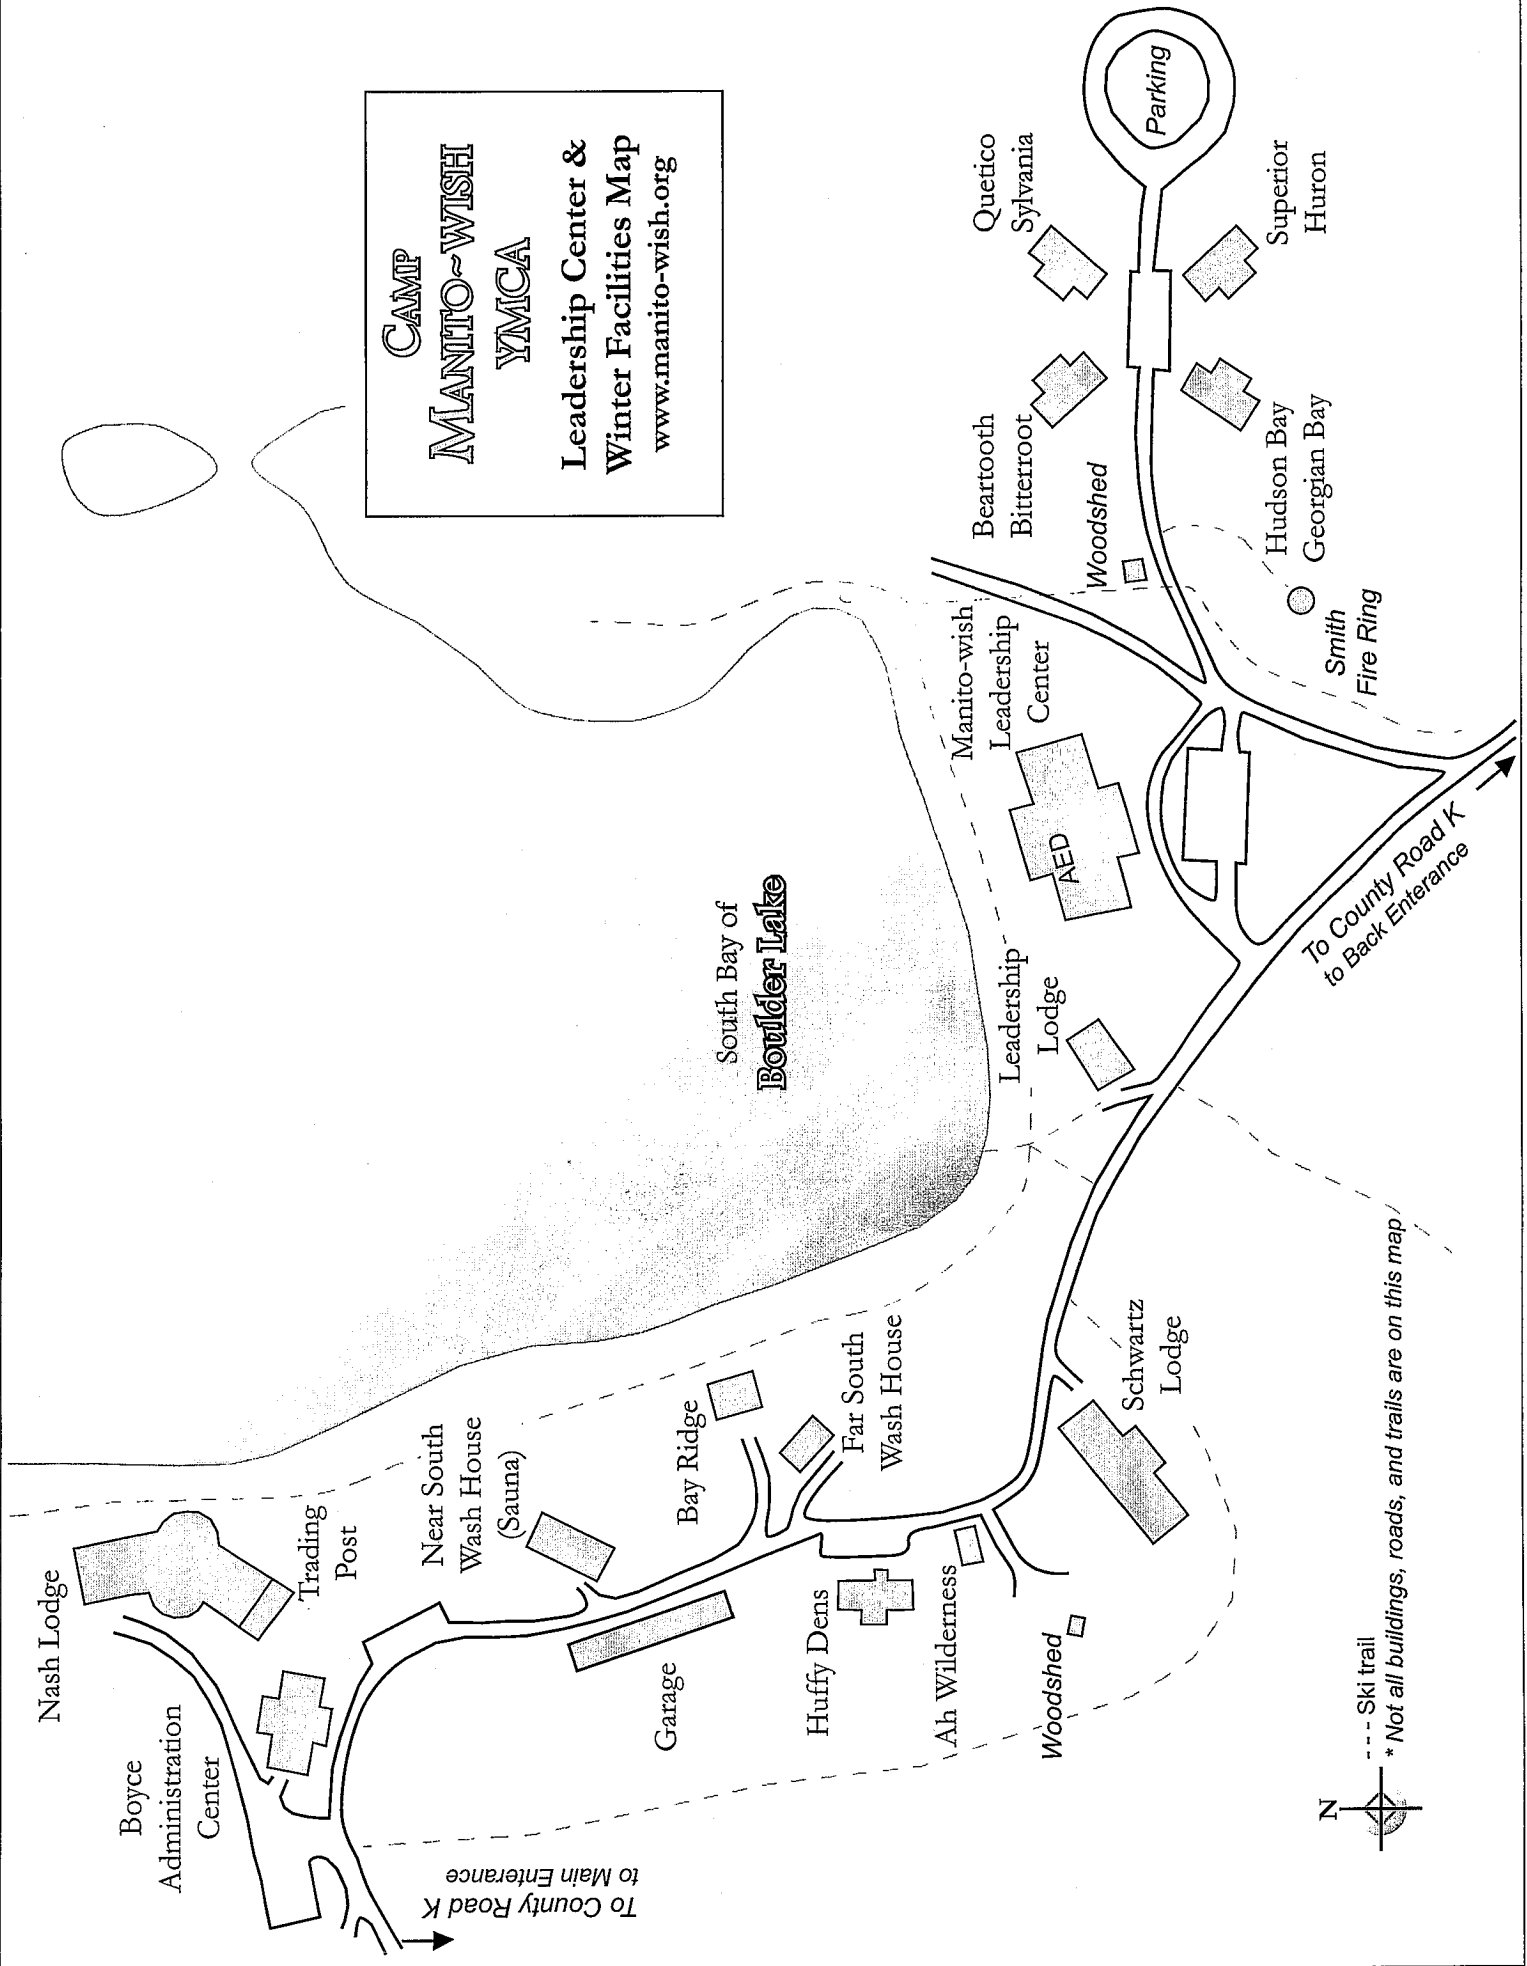 CAMP
MANITO~WISH
YMCA
Leadership Center &
Winter Facilities Map
www.manito-wish.org
Nash Lodge
Trading
Post
Boyce
Administration
Center
To County Road K
to Main Enterance
Near South
Wash House
(Sauna)
Garage
Bay Ridge
Far South
Wash House
Huffy Dens
Ah Wilderness
Woodshed
Schwartz
Lodge
South Bay of
Boulder Lake
Leadership
Lodge
Manito-wish
Leadership
Center
AED
To County Road K
to Back Enterance
Woodshed
Smith
Fire Ring
Beartooth
Bitterroot
Hudson Bay
Georgian Bay
Quetico
Sylvania
Superior
Huron
Parking
N
--- Ski trail
* Not all buildings, roads, and trails are on this map